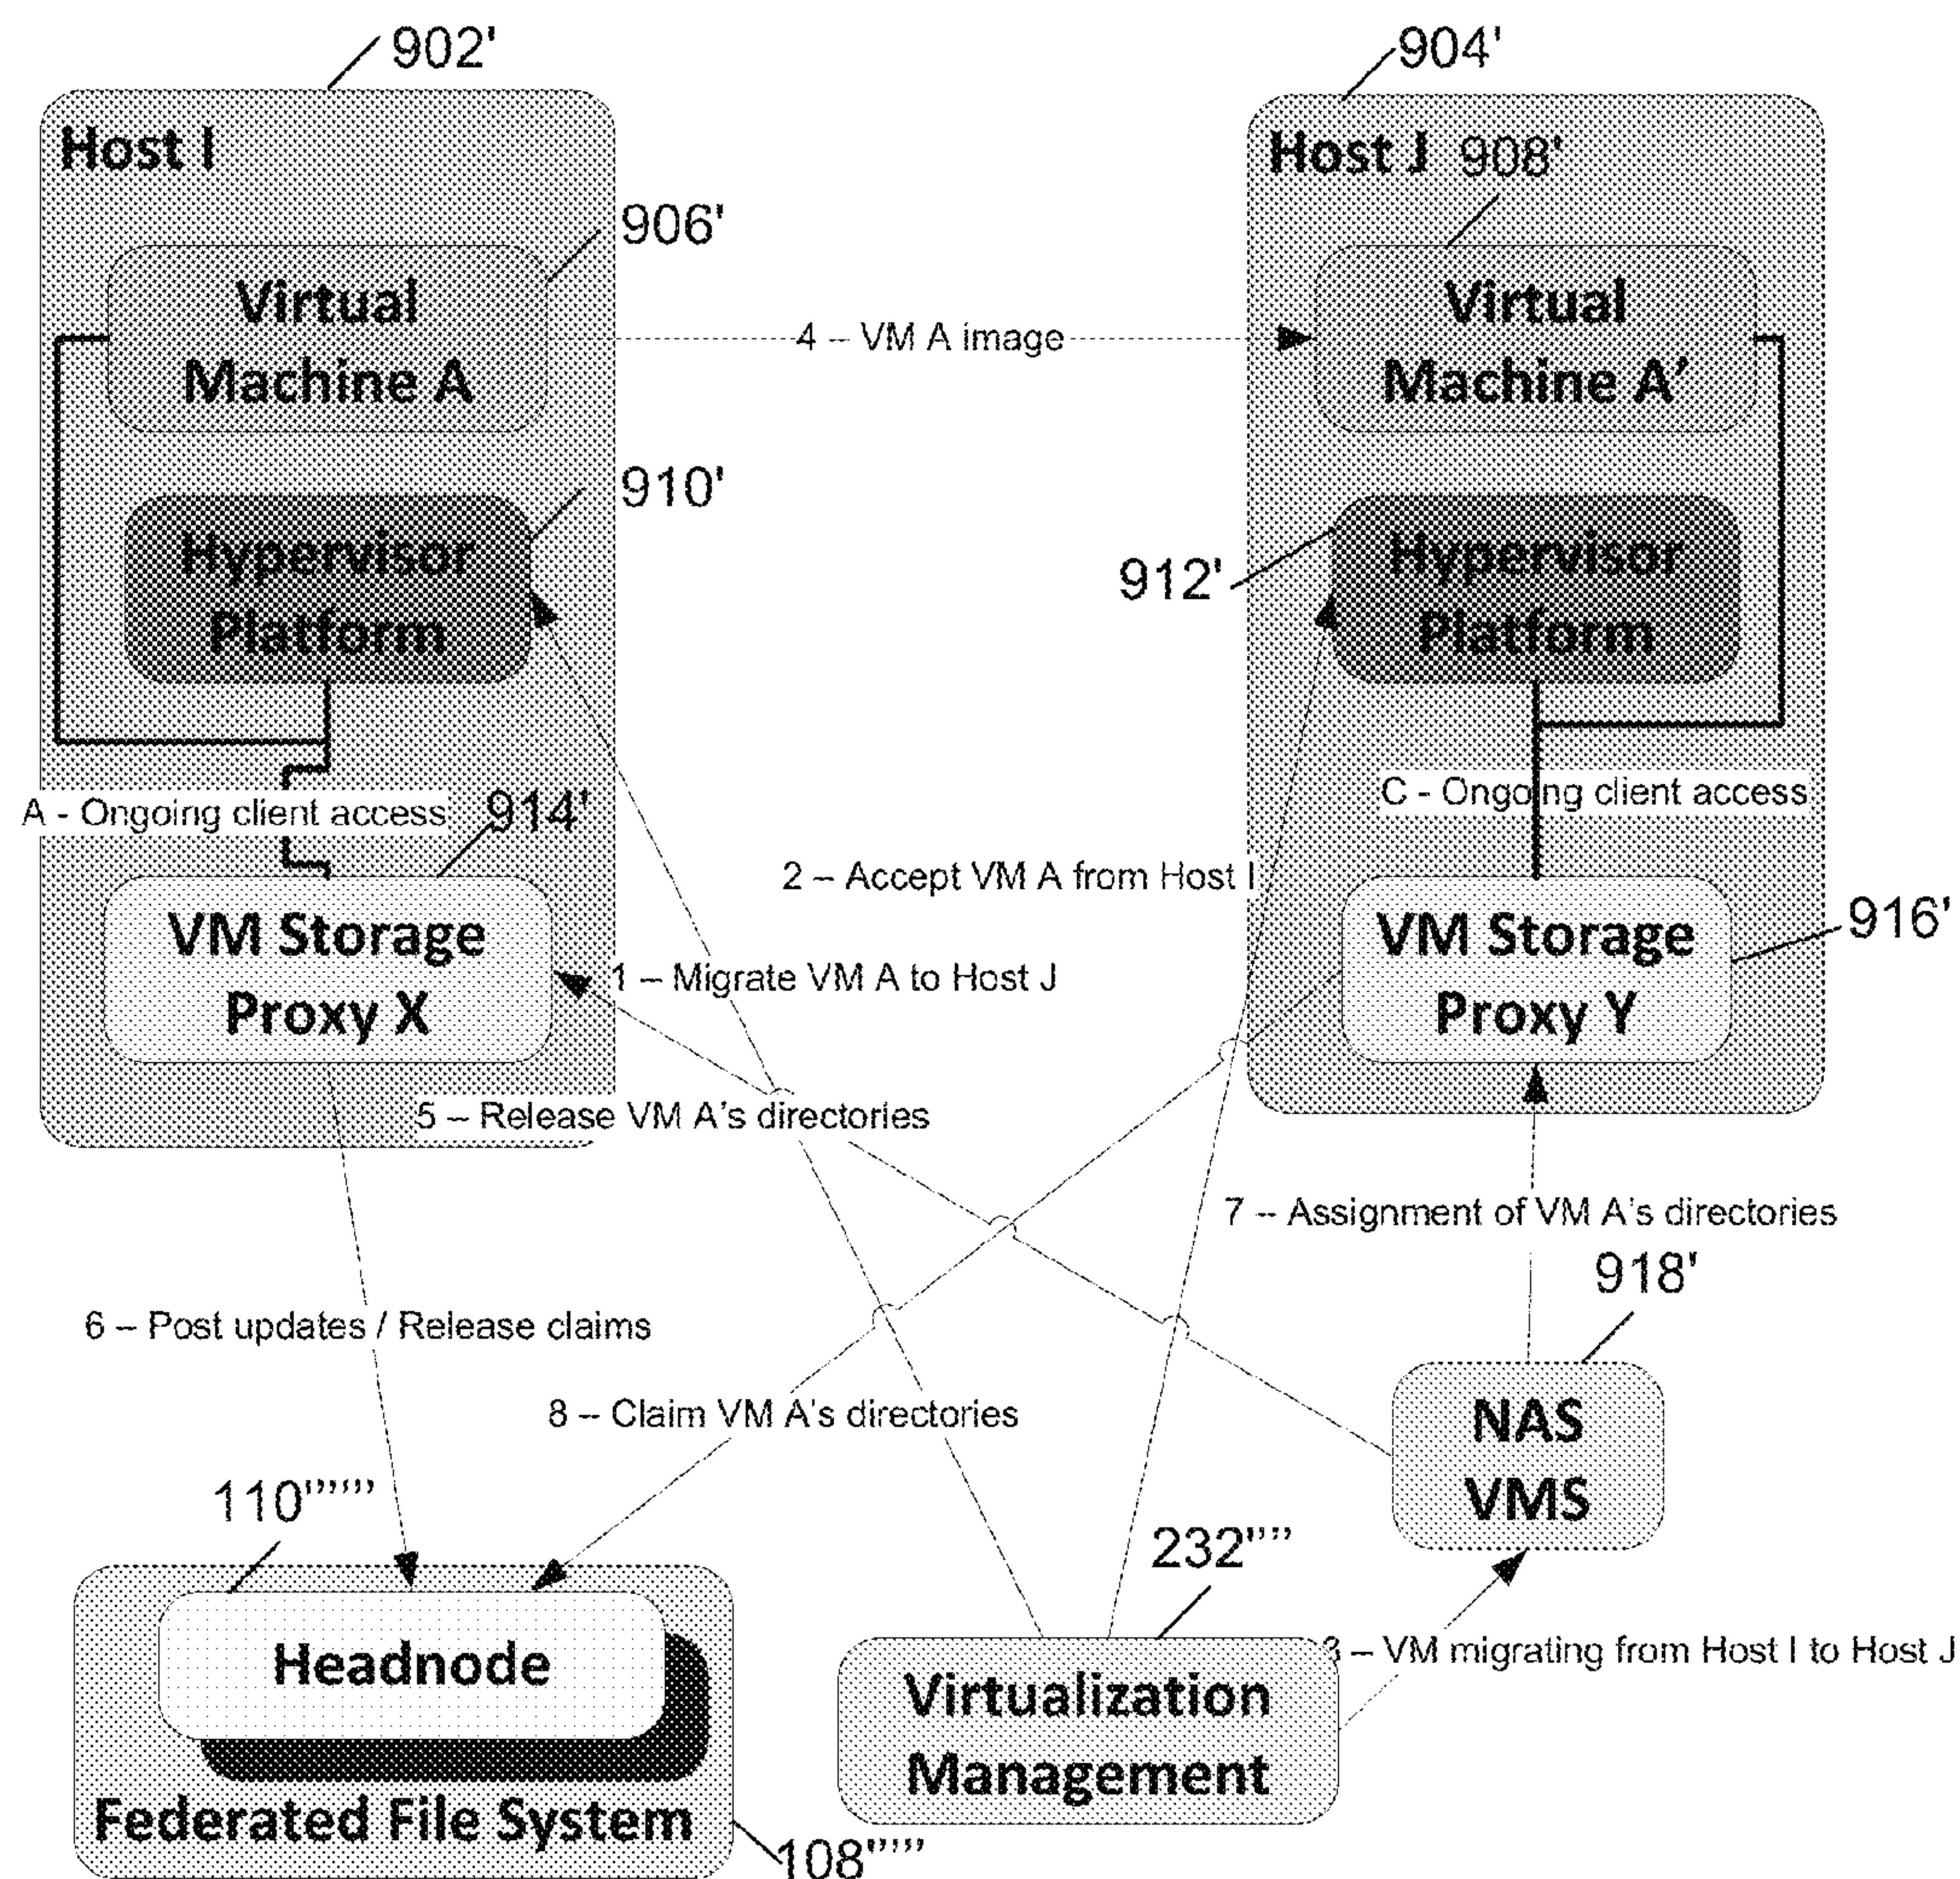 902'
904'
Host I
Host J 908'
906'
Virtual
Machine A
4 – VM A image
Virtual
Machine A’
910'
Hypervisor
Platform
912'
Hypervisor
Platform
A - Ongoing client access
914'
C - Ongoing client access
2 – Accept VM A from Host I
VM Storage
Proxy X
VM Storage
Proxy Y
916'
1 – Migrate VM A to Host J
5 – Release VM A’s directories
7 – Assignment of VM A’s directories
918'
6 – Post updates / Release claims
8 – Claim VM A’s directories
NAS
VMS
110''''''
232''''
Headnode
3 – VM migrating from Host I to Host J
Virtualization
Management
Federated File System
108'''''